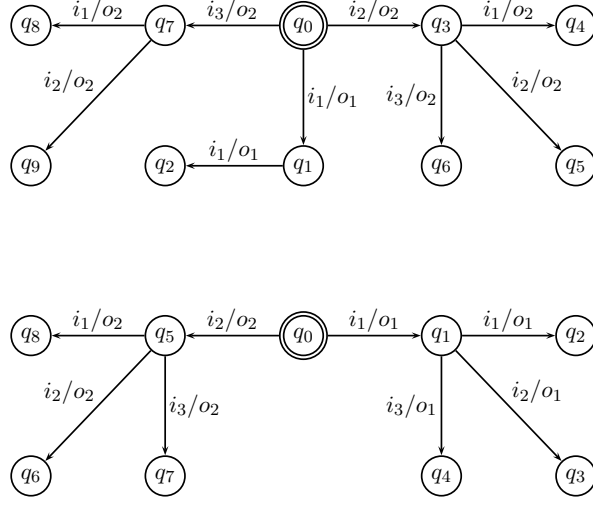 q₈ i₁/o₂ q₇ i₃/o₂ q₀ i₂/o₂ q₃ i₁/o₂ q₄
i₂/o₂ i₁/o₁ i₃/o₂ i₂/o₂
q₉ q₂ i₁/o₁ q₁ q₆ q₅
q₈ i₁/o₂ q₅ i₂/o₂ q₀ i₁/o₁ q₁ i₁/o₁ q₂
i₂/o₂ i₃/o₂ i₃/o₁ i₂/o₁
q₆ q₇ q₄ q₃